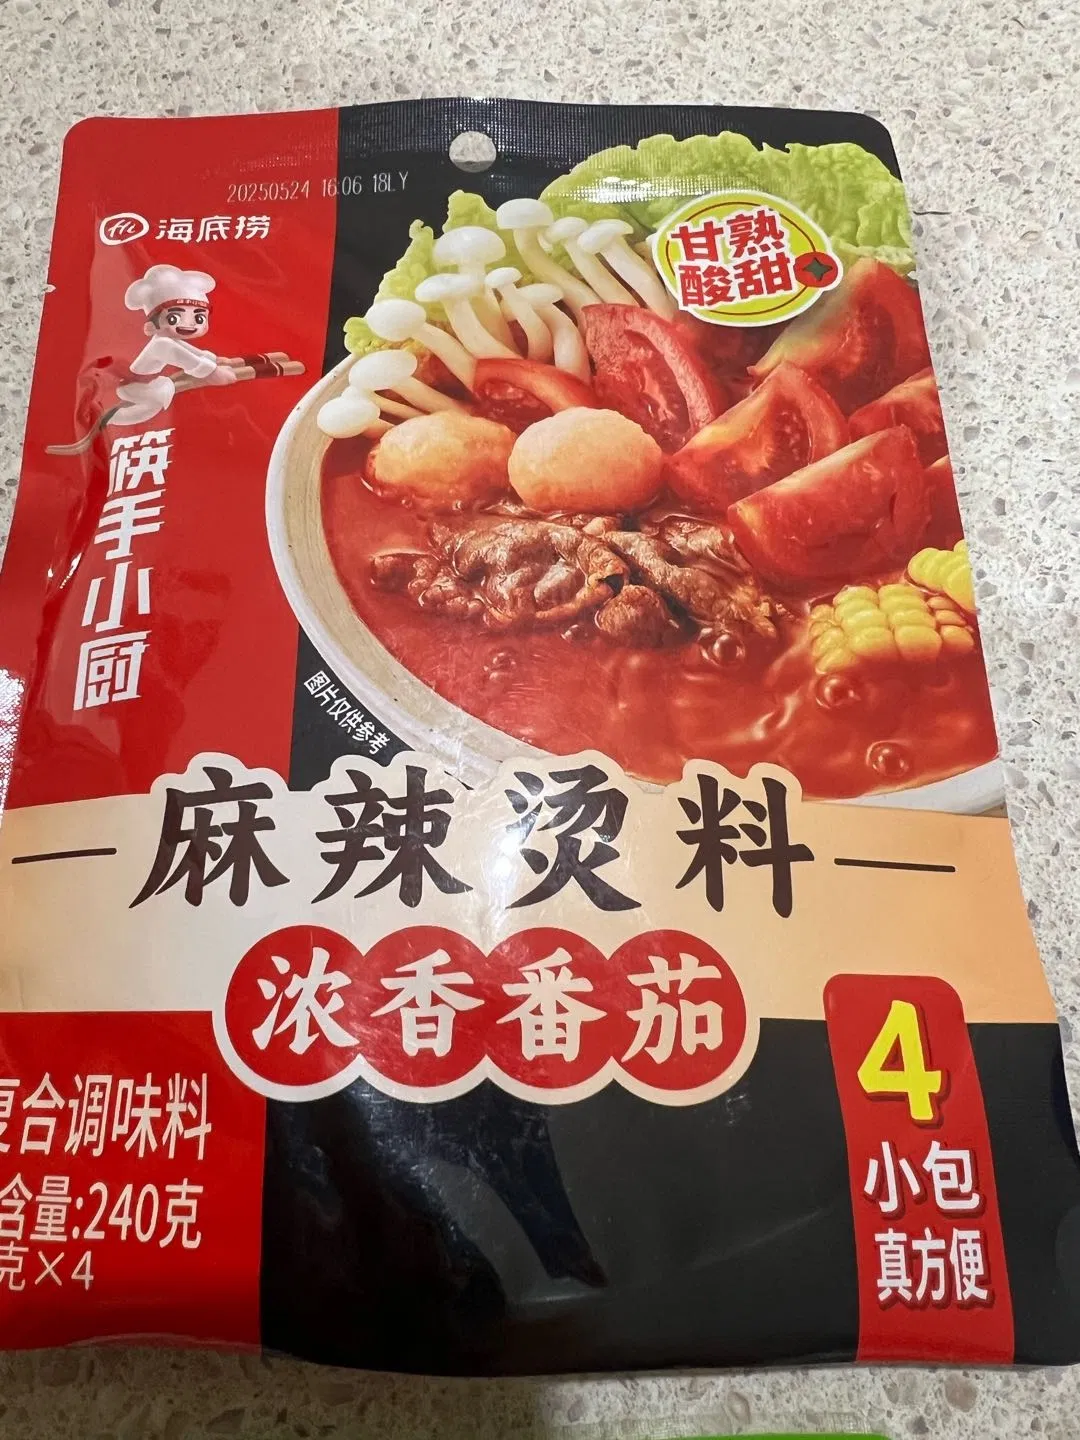 20250524 16:06 18LY
海底捞
甘熟
酸甜
筷手小厨
图片仅供参考
麻辣烫料
浓香番茄
复合调味料
含量:240克
克×4
4
小包
真方便